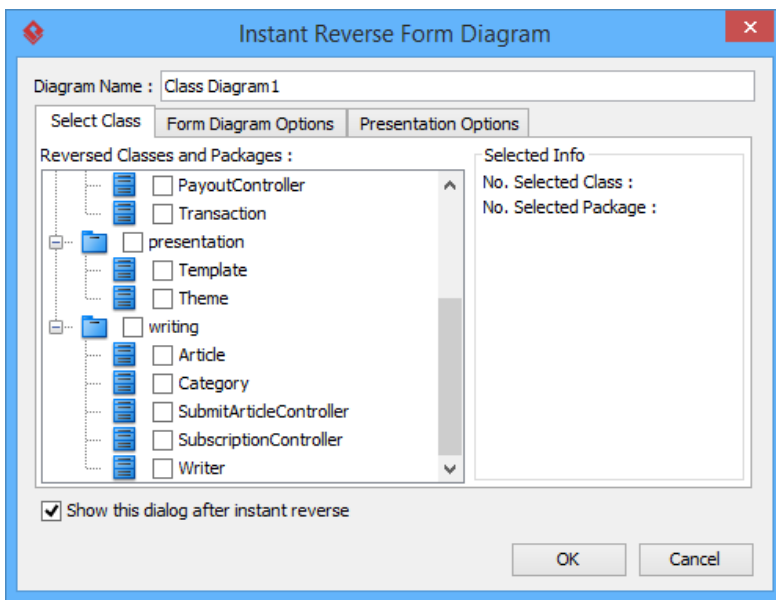 Instant Reverse Form Diagram
Diagram Name : Class Diagram1
Select Class Form Diagram Options Presentation Options
Reversed Classes and Packages :
PayoutController
Transaction
presentation
Template
Theme
writing
Article
Category
SubmitArticleController
SubscriptionController
Writer
Selected Info
No. Selected Class :
No. Selected Package :
Show this dialog after instant reverse
OK Cancel